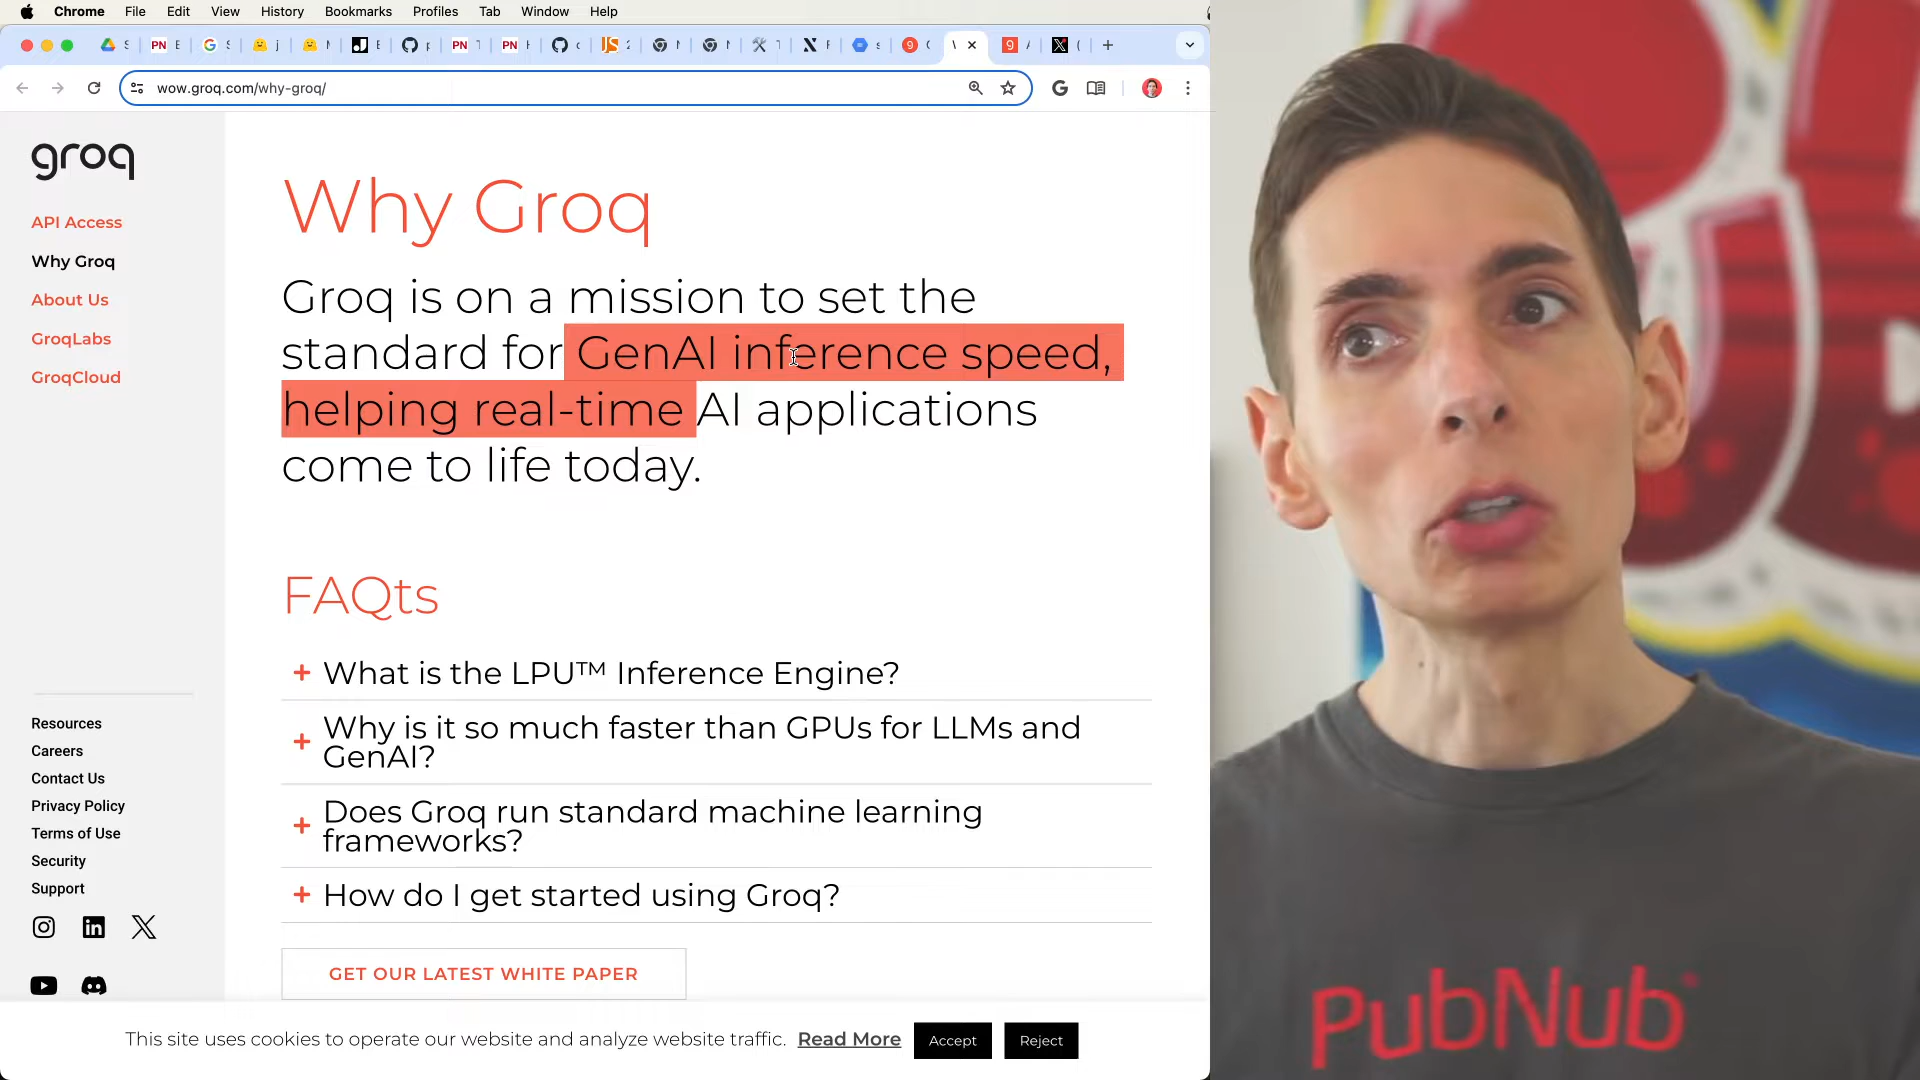 Chrome File Edit View History Bookmarks Profiles Tab Window Help
wow.groq.com/why-groq/
groq
API Access
Why Groq
About Us
GroqLabs
GroqCloud
Why Groq
Groq is on a mission to set the
standard for GenAI inference speed,
helping real-time AI applications
come to life today.
FAQts
+ What is the LPU™ Inference Engine?
+ Why is it so much faster than GPUs for LLMs and
GenAI?
+ Does Groq run standard machine learning
frameworks?
+ How do I get started using Groq?
GET OUR LATEST WHITE PAPER
Resources
Careers
Contact Us
Privacy Policy
Terms of Use
Security
Support
This site uses cookies to operate our website and analyze website traffic. Read More Accept Reject
PubNub